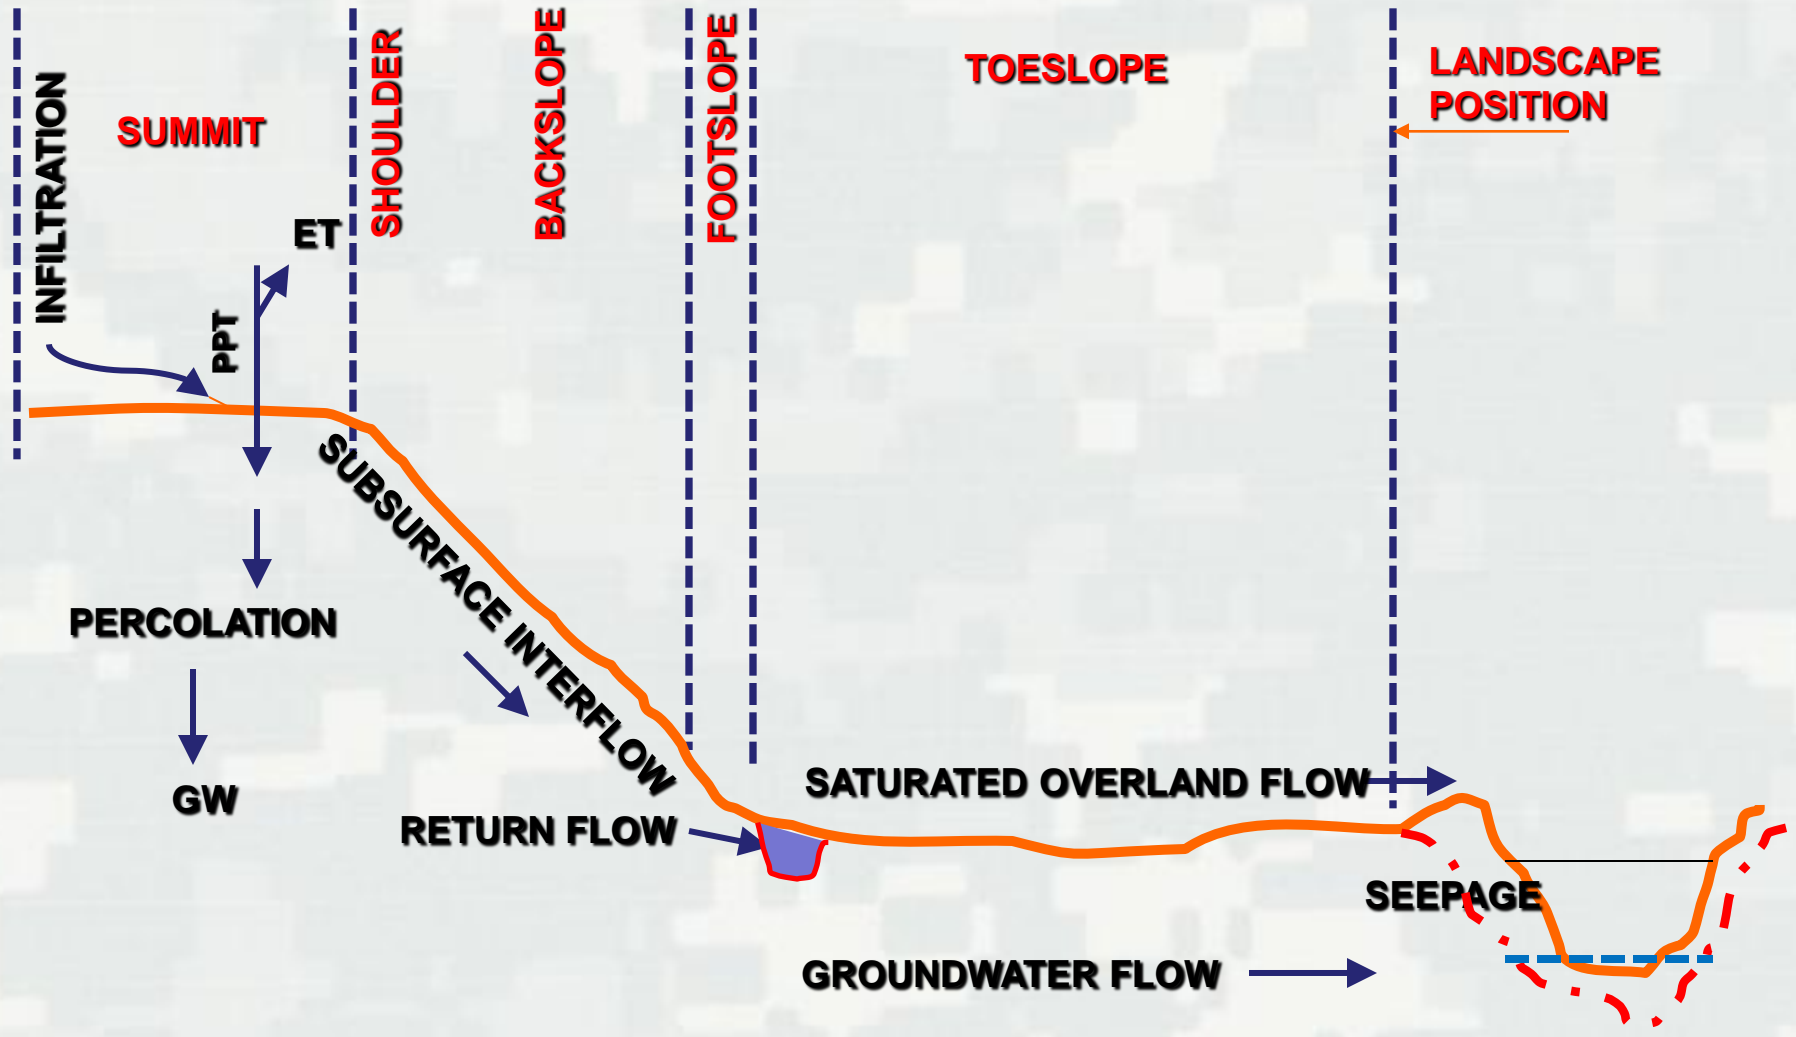 INFILTRATION
SUMMIT
SHOULDER
BACKSLOPE
FOOTSLOPE
TOESLOPE
LANDSCAPE
POSITION
ET
PPT
SUBSURFACE INTERFLOW
PERCOLATION
GW
RETURN FLOW
SATURATED OVERLAND FLOW
SEEPAGE
GROUNDWATER FLOW